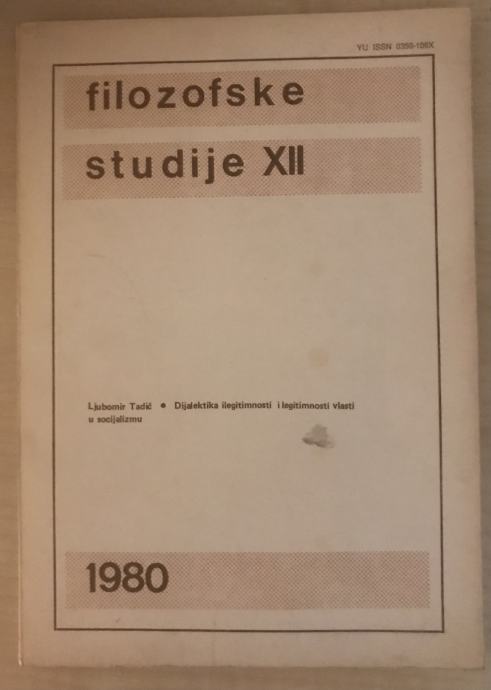 YU ISSN 0350-106X
filozofske
studije XII
Ljubomir Tadić ● Dijalektika ilegitimnosti i legitimnosti vlasti
u socijalizmu
1980